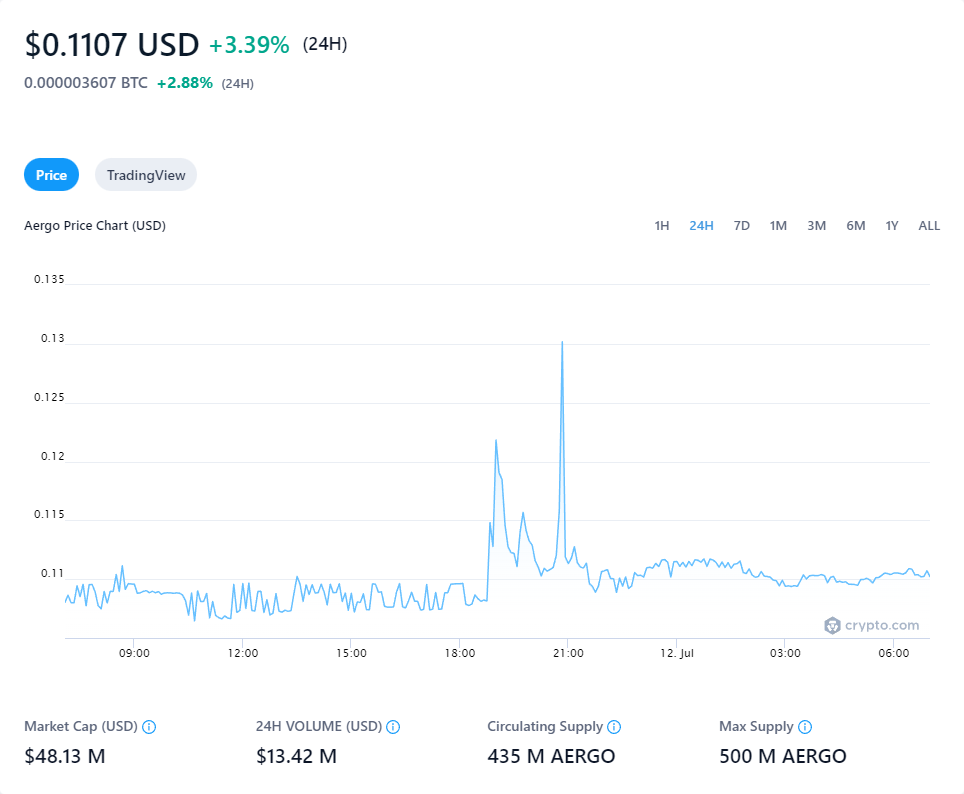 $0.1107 USD +3.39% (24H)
0.000003607 BTC +2.88% (24H)
Price TradingView
Aergo Price Chart (USD) 1H 24H 7D 1M 3M 6M 1Y ALL
0.135
0.13
0.125
0.12
0.115
0.11
crypto.com
09:00 12:00 15:00 18:00 21:00 12. Jul 03:00 06:00
Market Cap (USD) 24H VOLUME (USD) Circulating Supply Max Supply
$48.13 M $13.42 M 435 M AERGO 500 M AERGO